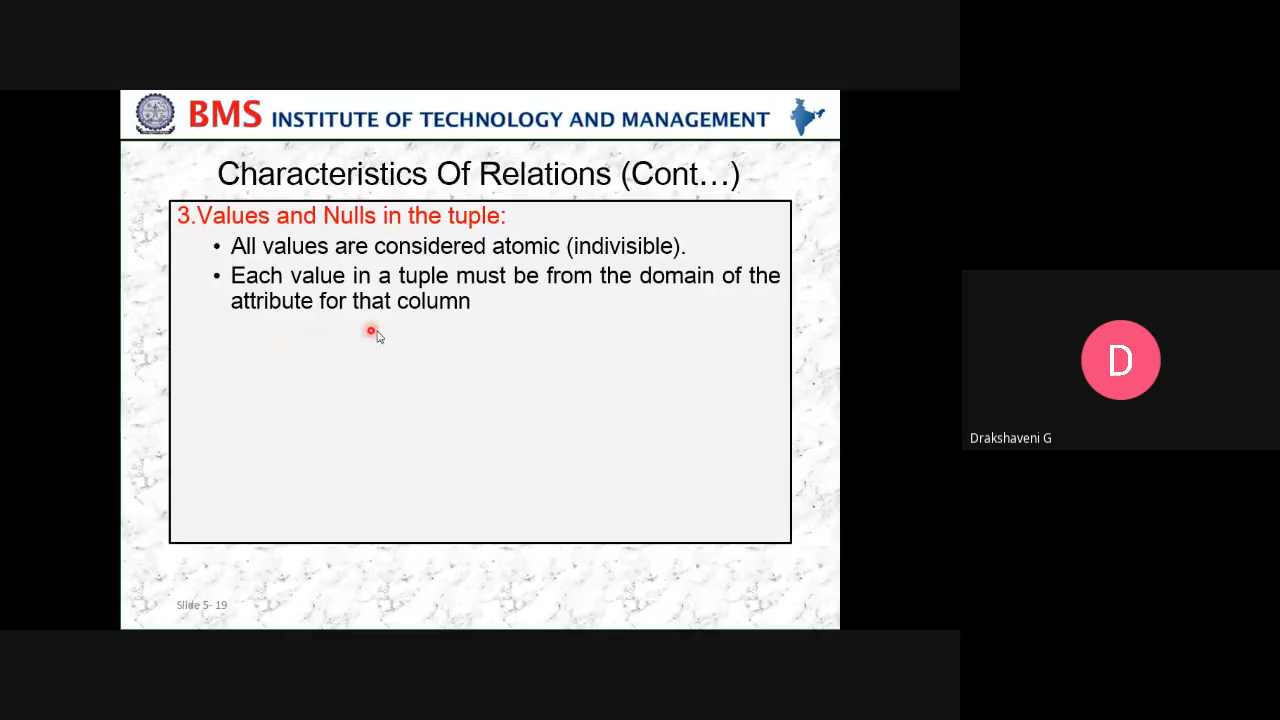 BMS INSTITUTE OF TECHNOLOGY AND MANAGEMENT
Characteristics Of Relations (Cont...)
3.Values and Nulls in the tuple:
• All values are considered atomic (indivisible).
• Each value in a tuple must be from the domain of the
attribute for that column
Slide 5- 19
D
Drakshaveni G